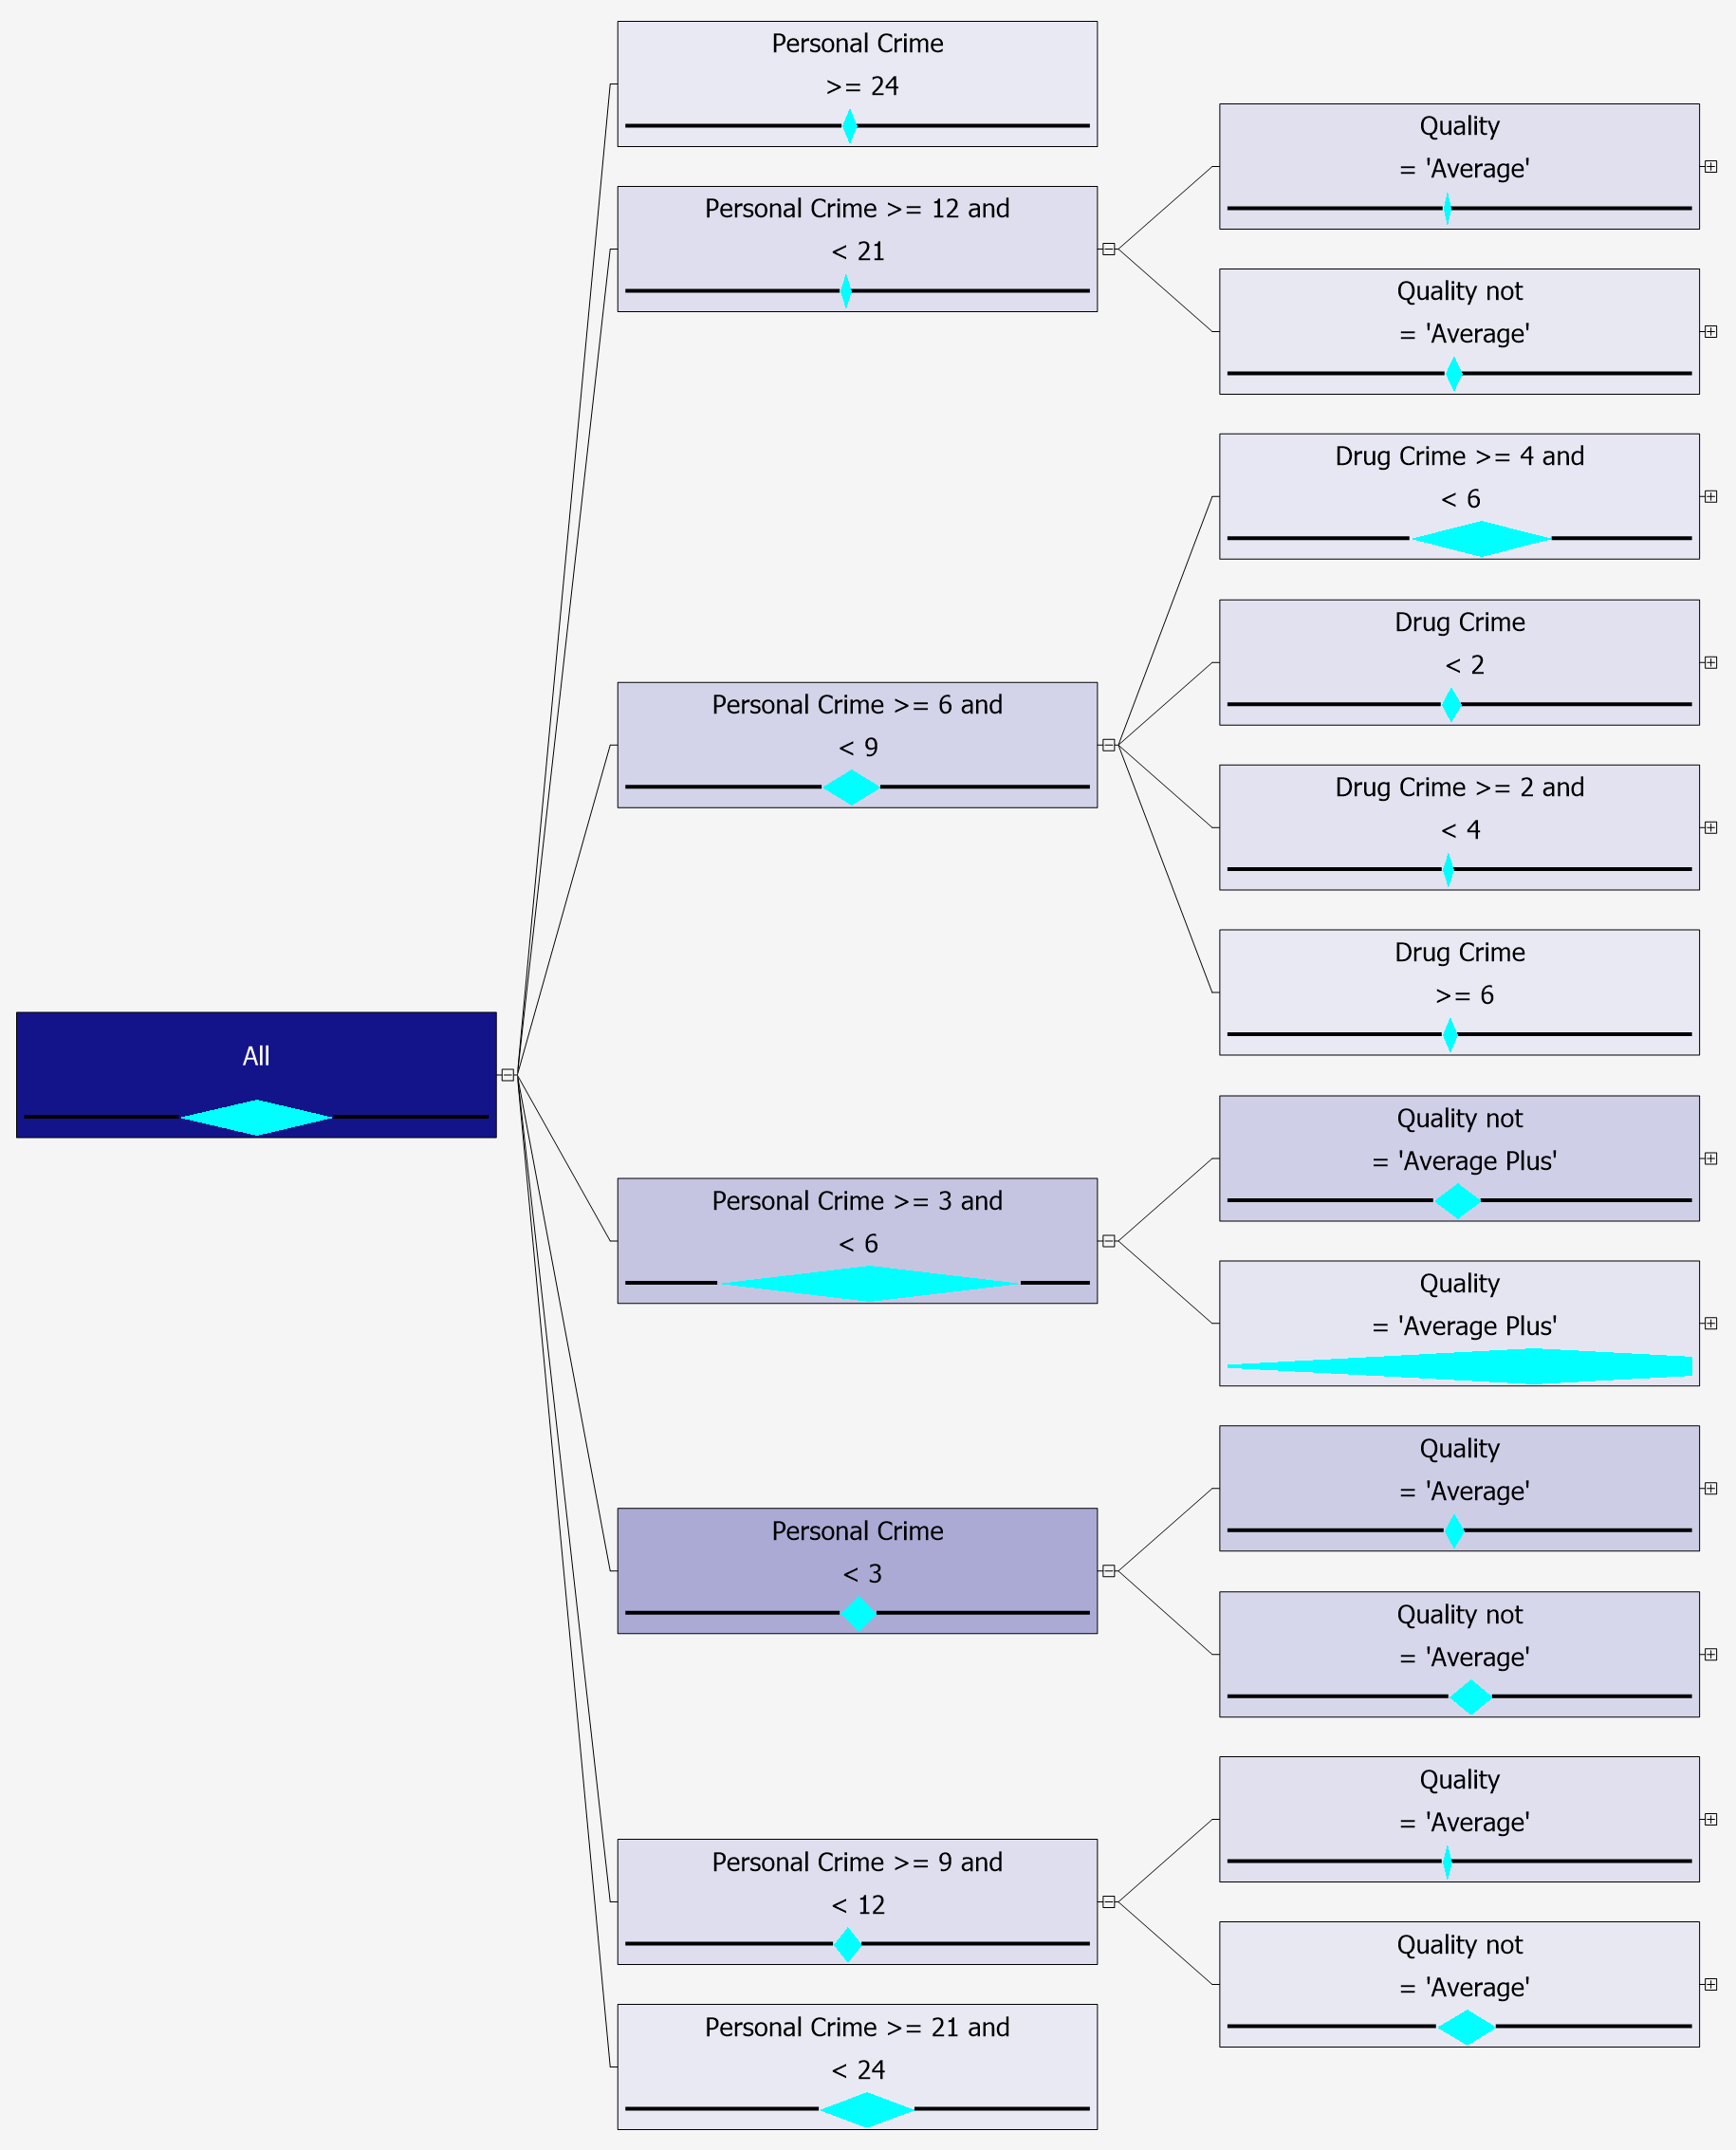 All
Personal Crime
>= 24
Personal Crime >= 12 and
< 21
Personal Crime >= 6 and
< 9
Personal Crime >= 3 and
< 6
Personal Crime
< 3
Personal Crime >= 9 and
< 12
Personal Crime >= 21 and
< 24
Quality
= 'Average'
Quality not
= 'Average'
Drug Crime >= 4 and
< 6
Drug Crime
< 2
Drug Crime >= 2 and
< 4
Drug Crime
>= 6
Quality not
= 'Average Plus'
Quality
= 'Average Plus'
Quality
= 'Average'
Quality not
= 'Average'
Quality
= 'Average'
Quality not
= 'Average'